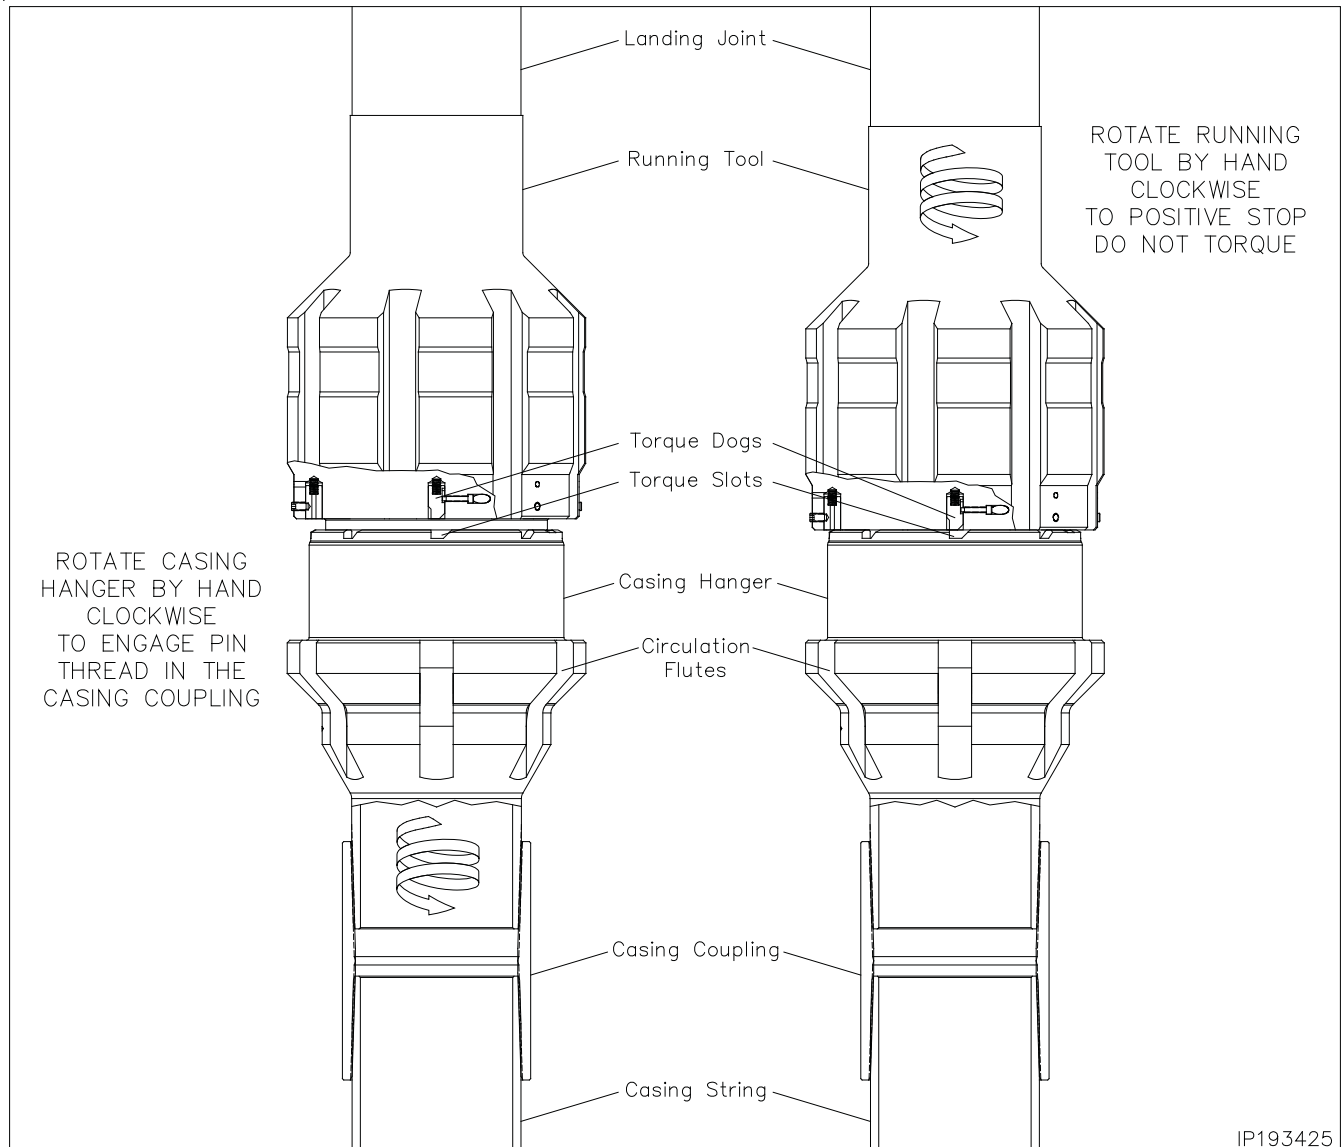 Landing Joint
Running Tool
ROTATE RUNNING
TOOL BY HAND
CLOCKWISE
TO POSITIVE STOP
DO NOT TORQUE
Torque Dogs
Torque Slots
ROTATE CASING
HANGER BY HAND
CLOCKWISE
TO ENGAGE PIN
THREAD IN THE
CASING COUPLING
Casing Hanger
Circulation
Flutes
Casing Coupling
Casing String
IP193425